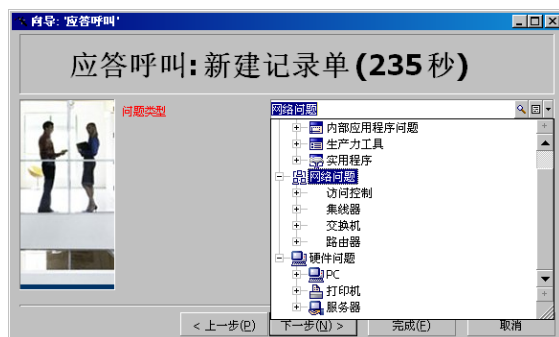 向导: '应答呼叫'
应答呼叫: 新建记录单 (235 秒)
问题类型
网络问题
内部应用程序问题
生产力工具
实用程序
网络问题
访问控制
集线器
交换机
路由器
硬件问题
PC
打印机
服务器
< 上一步(P)
下一步(N) >
完成(F)
取消